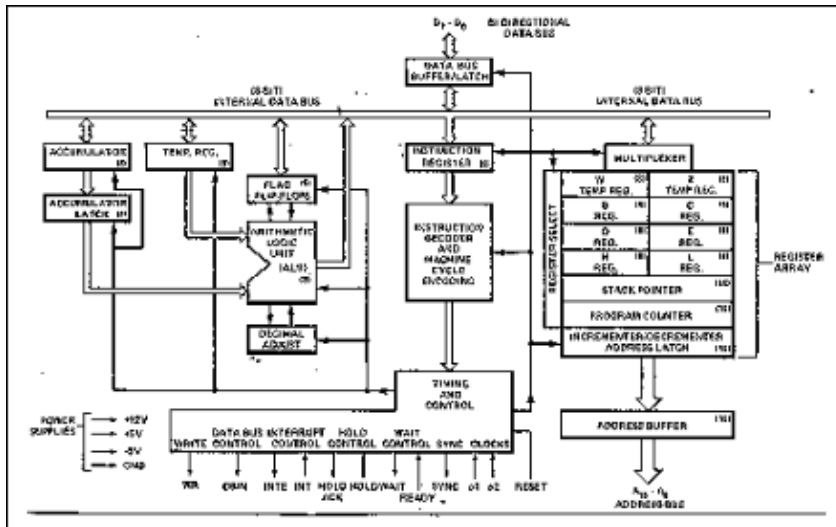 D7 - D0 BI-DIRECTIONAL
DATA BUS
DATA BUS
BUFFER/LATCH
(8-BIT)
INTERNAL DATA BUS
(8-BIT)
INTERNAL DATA BUS
ACCUMULATOR
TEMP. REG.
INSTRUCTION
REGISTER
MULTIPLEXER
ACCUMULATOR
LATCH
FLAG
FLIP-FLOPS
ARITHMETIC
LOGIC
UNIT
(ALU)
DECIMAL
ADJUST
INSTRUCTION
DECODER
AND
MACHINE
CYCLE
ENCODING
REGISTER SELECT
W
TEMP REG.
Z
TEMP REG.
B
REG.
C
REG.
D
REG.
E
REG.
H
REG.
L
REG.
STACK POINTER
PROGRAM COUNTER
INCREMENTER/DECREMENTER
ADDRESS LATCH
REGISTER
ARRAY
TIMING
AND
CONTROL
POWER
SUPPLIES
+12V
+5V
-5V
GND
WRITE
DATA BUS
CONTROL
INTERRUPT
CONTROL
HOLD
CONTROL
WAIT
CONTROL
SYNC
CLOCKS
ADDRESS BUFFER
WR
DBIN
INTE
INT
HOLD
ACK
HOLD
WAIT
READY
SYNC
ø1
ø2
RESET
A15 - A0
ADDRESS BUS